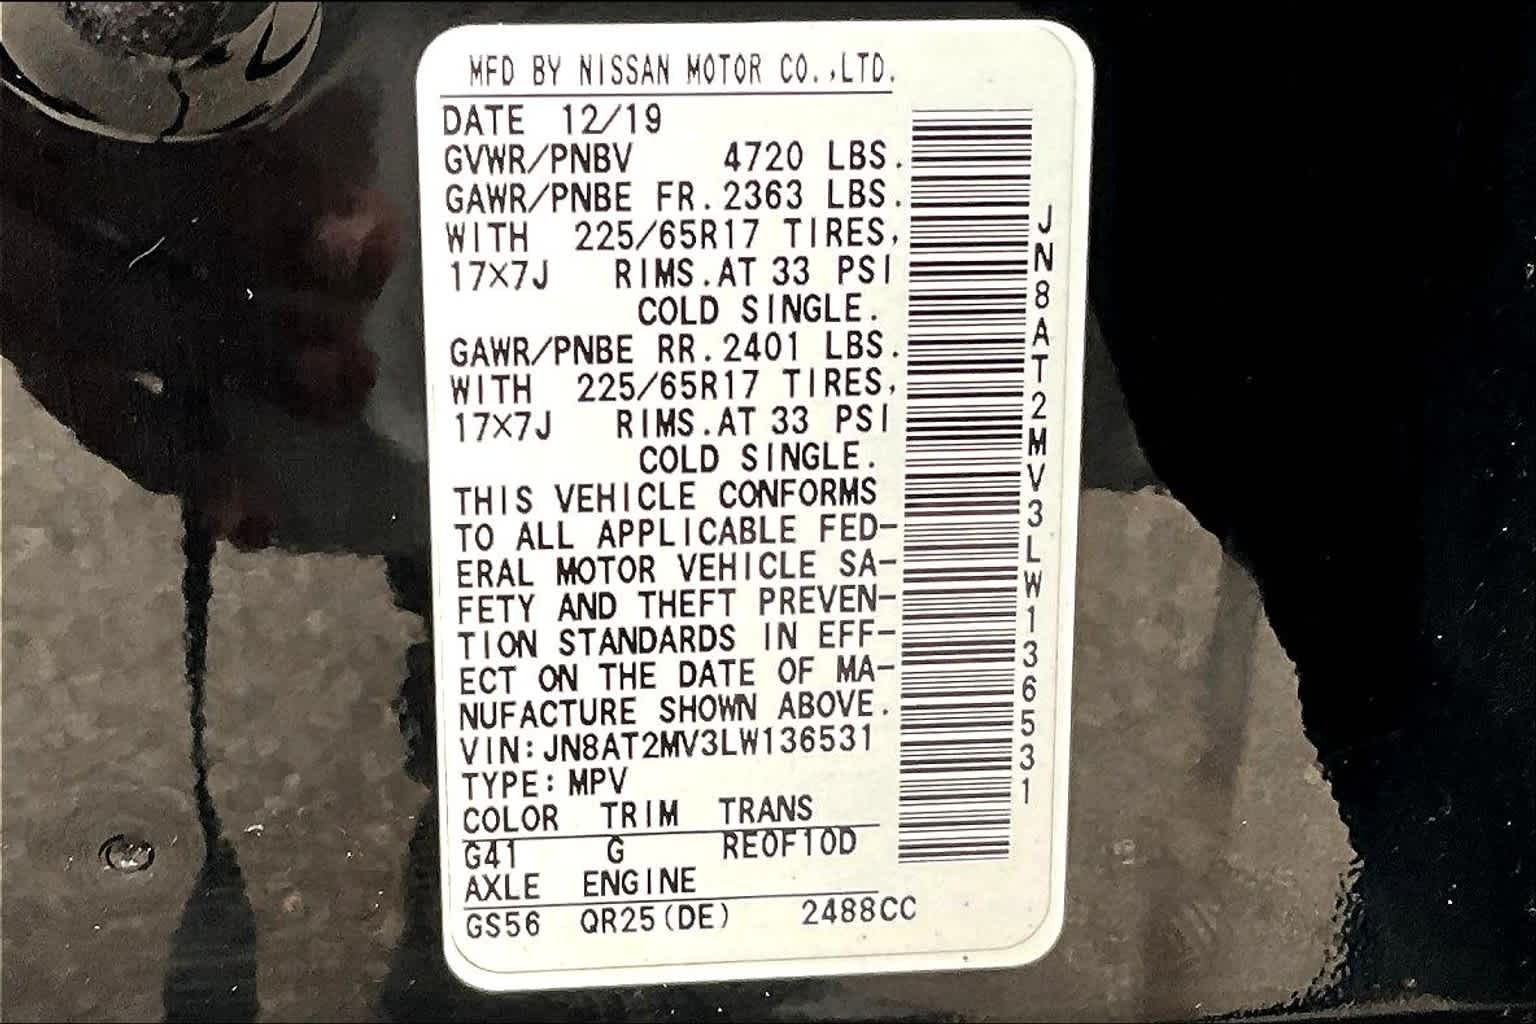 MFD BY NISSAN MOTOR CO.,LTD.
DATE 12/19
GVWR/PNBV 4720 LBS.
GAWR/PNBE FR.2363 LBS.
WITH 225/65R17 TIRES,
17X7J RIMS.AT 33 PSI
COLD SINGLE.
GAWR/PNBE RR.2401 LBS.
WITH 225/65R17 TIRES,
17X7J RIMS.AT 33 PSI
COLD SINGLE.
THIS VEHICLE CONFORMS
TO ALL APPLICABLE FED-
ERAL MOTOR VEHICLE SA-
FETY AND THEFT PREVEN-
TION STANDARDS IN EFF-
ECT ON THE DATE OF MA-
NUFACTURE SHOWN ABOVE.
VIN:JN8AT2MV3LW136531
TYPE:MPV
COLOR TRIM TRANS
G41 G RE0F10D
AXLE ENGINE
GS56 QR25(DE) 2488CC
JN8AT2MV3LW136531